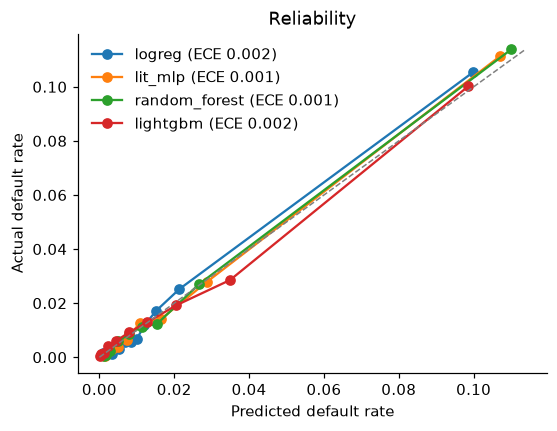 Reliability
logreg (ECE 0.002)
lit_mlp (ECE 0.001)
random_forest (ECE 0.001)
lightgbm (ECE 0.002)
Actual default rate
0.10
0.08
0.06
0.04
0.02
0.00
0.00 0.02 0.04 0.06 0.08 0.10
Predicted default rate